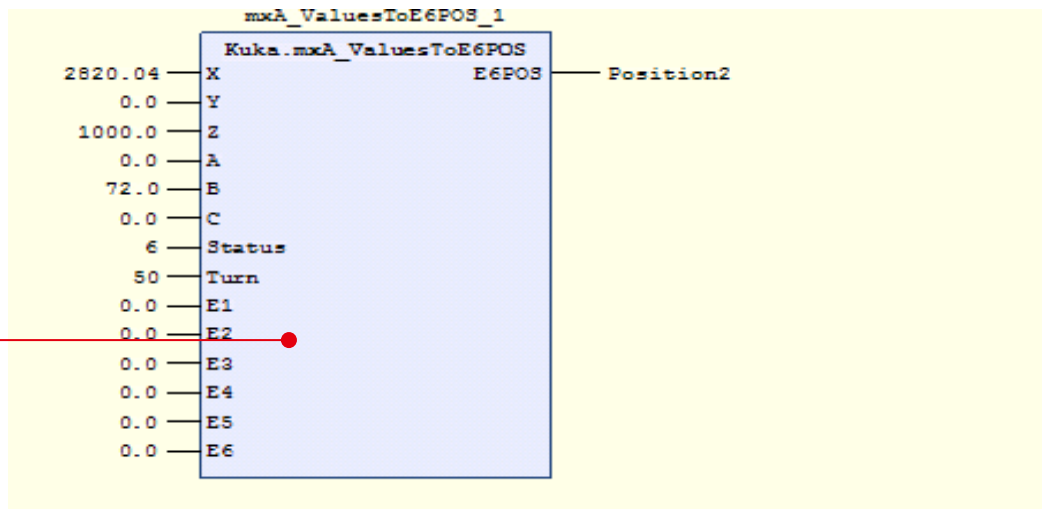 mxA_ValuesToE6POS_1
Kuka.mxA_ValuesToE6POS
2820.04 X E6POS Position2
0.0 Y
1000.0 Z
0.0 A
72.0 B
0.0 C
6 Status
50 Turn
0.0 E1
0.0 E2
0.0 E3
0.0 E4
0.0 E5
0.0 E6